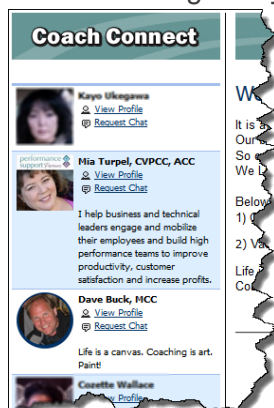 Coach Connect
Kayo Ukegawa
View Profile
Request Chat
performance
support
Mia Turpel, CVPCC, ACC
View Profile
Request Chat
I help business and technical
leaders engage and mobilize
their employees and build high
performance teams to improve
productivity, customer
satisfaction and increase profits.
Dave Buck, MCC
View Profile
Request Chat
Life is a canvas. Coaching is art.
Paint!
Cozette Wallace
Profile
It is
Our
So
We
Below
1)
2)
Life